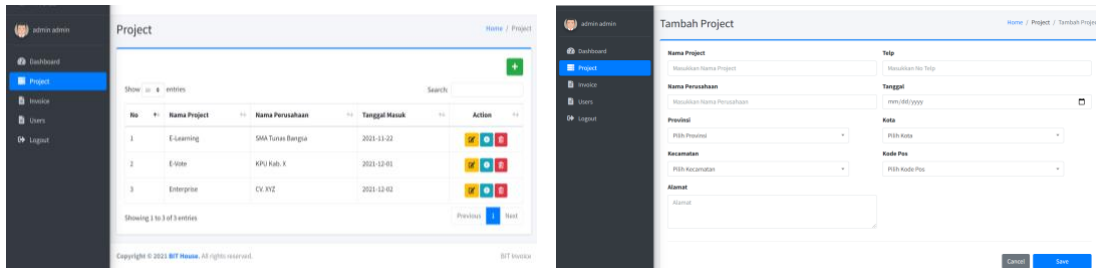 admin admin
Dashboard
Project
Invoice
Users
Logout
Project
Home / Project
Show entries
Search:
No Nama Project Nama Perusahaan Tanggal Masuk Action
1 E-Learning SMA Tunas Bangsa 2021-11-22
2 E-Vote KPU Kab. X 2021-12-01
3 Enterprise CV. XYZ 2021-12-02
Showing 1 to 3 of 3 entries
Previous 1 Next
Copyright © 2021 BIT House. All rights reserved.
BIT Invoice
admin admin
Dashboard
Project
Invoice
Users
Logout
Tambah Project
Home / Project / Tambah Project
Nama Project
Masukkan Nama Project
Telp
Masukkan No Telp
Nama Perusahaan
Masukkan Nama Perusahaan
Tanggal
mm/dd/yyyy
Provinsi
Pilih Provinsi
Kota
Pilih Kota
Kecamatan
Pilih Kecamatan
Kode Pos
Pilih Kode Pos
Alamat
Alamat
Cancel
Save